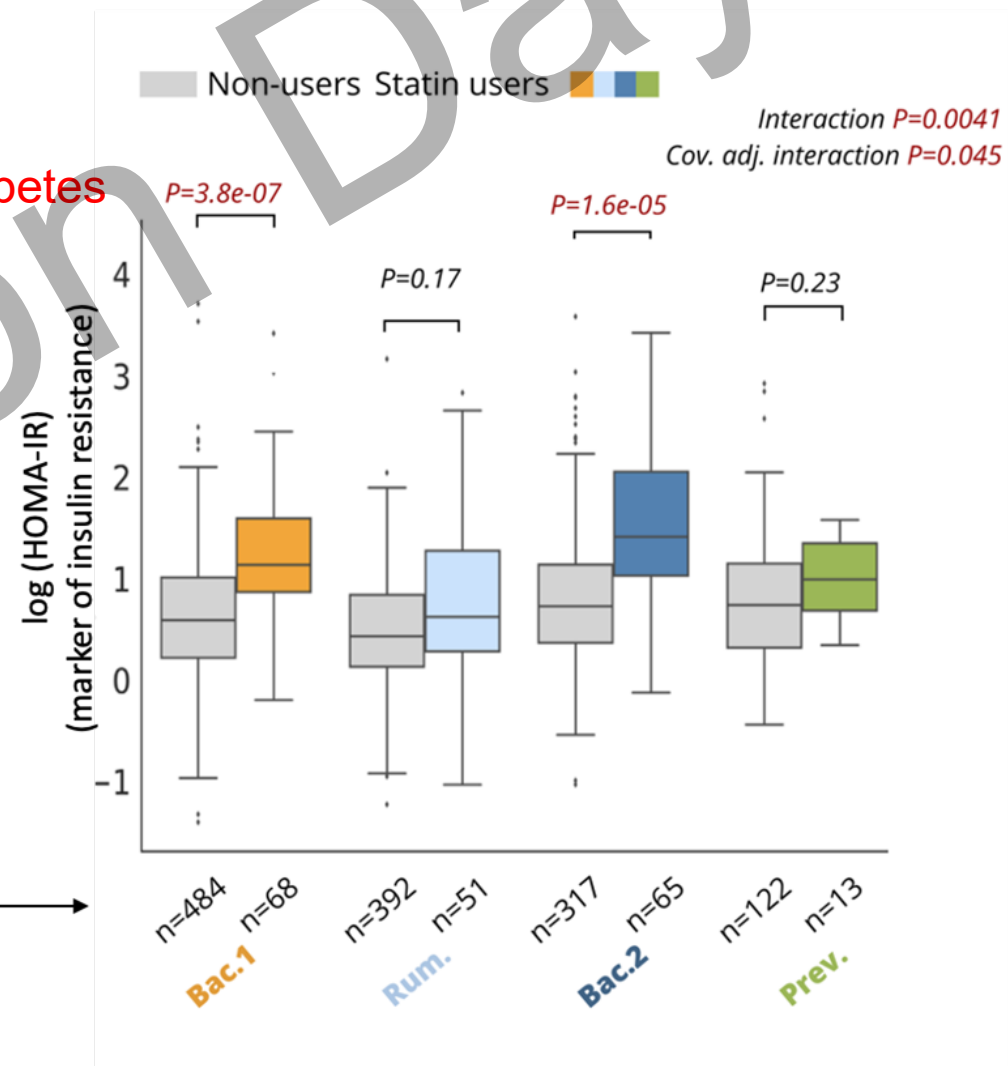 on Day
Non-users Statin users
Interaction P=0.0041
Cov. adj. interaction P=0.045
betes
P=3.8e-07
P=1.6e-05
P=0.17
P=0.23
log (HOMA-IR)
(marker of insulin resistance)
4
3
2
1
0
−1
n=484
n=68
n=392
n=51
n=317
n=65
n=122
n=13
Bac.1
Rum.
Bac.2
Prev.